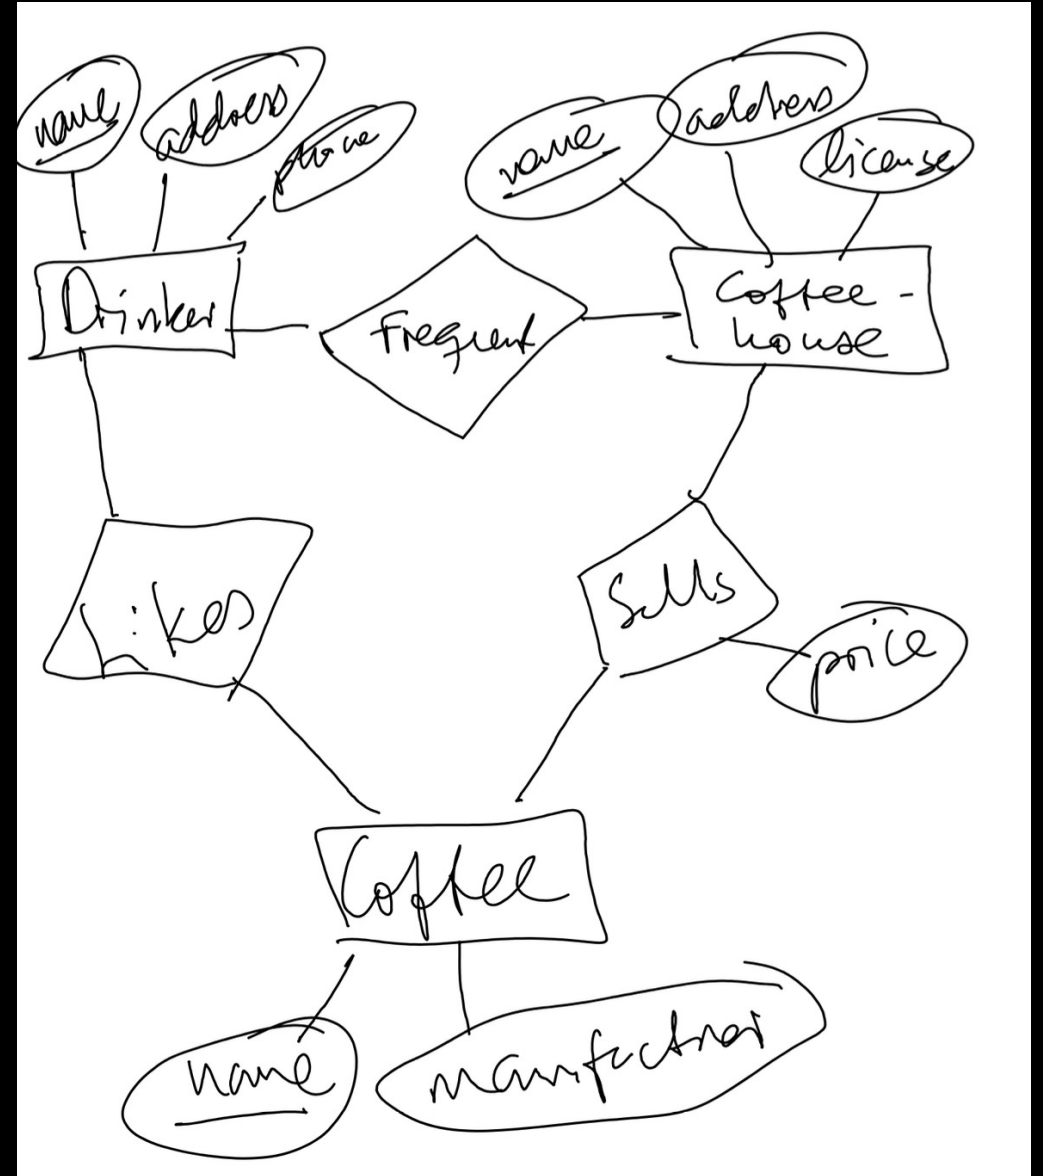 name
address
phone
name
address
license
Drinker
Frequent
Coffee-
house
Likes
Sells
price
Coffee
name
manufacturer